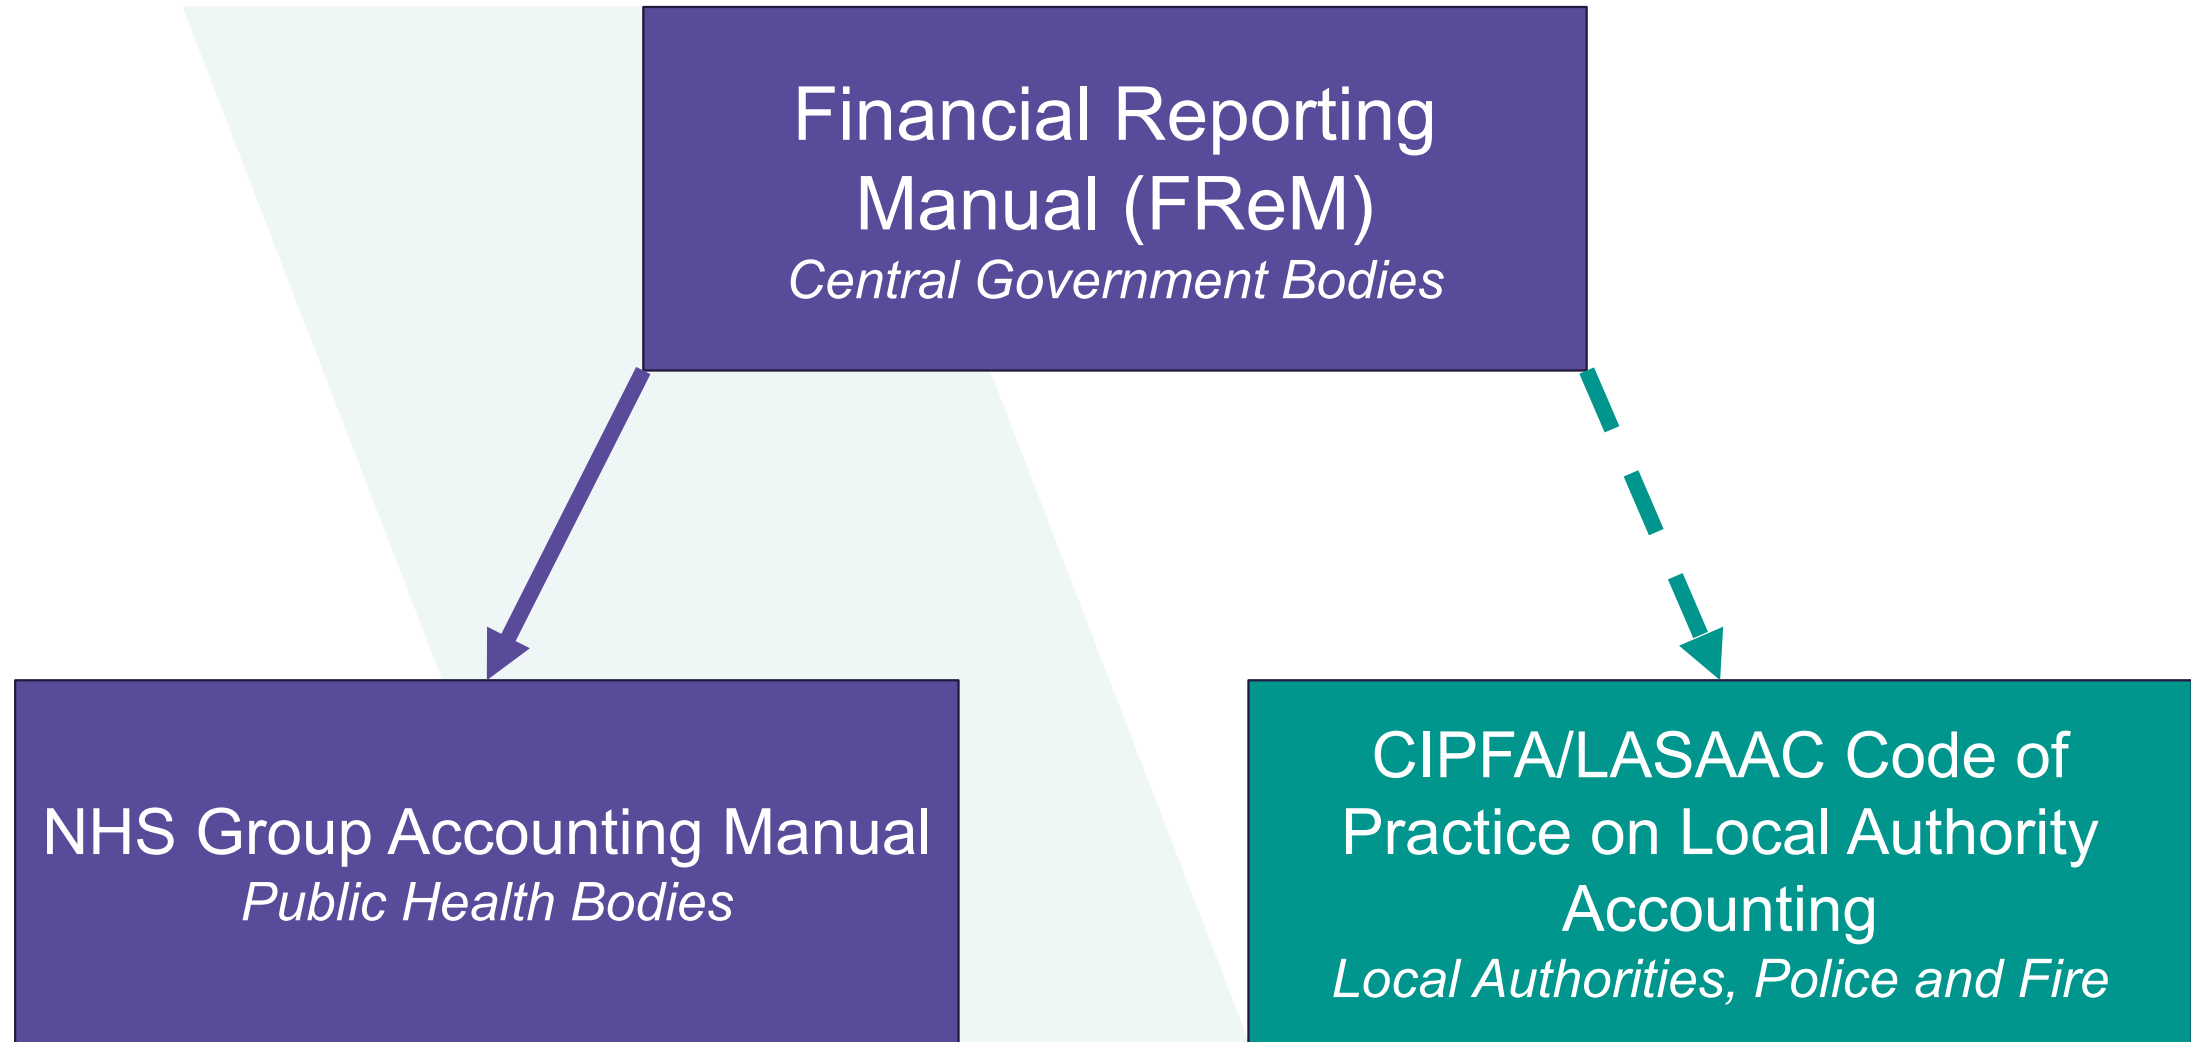 Financial Reporting
Manual (FReM)
Central Government Bodies
NHS Group Accounting Manual
Public Health Bodies
CIPFA/LASAAC Code of
Practice on Local Authority
Accounting
Local Authorities, Police and Fire